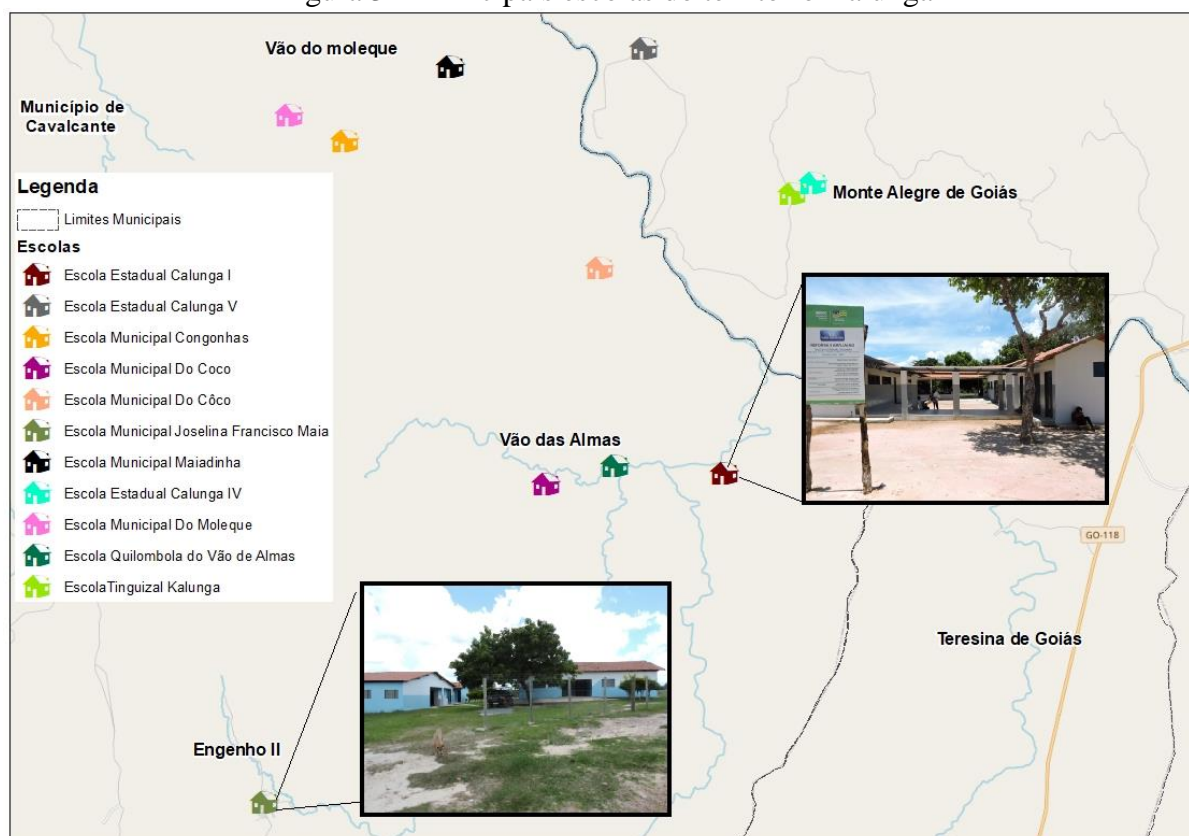 Vão do moleque
Município de
Cavalcante
Monte Alegre de Goiás
Legenda
Limites Municipais
Escolas
Escola Estadual Calunga I
Escola Estadual Calunga V
Escola Municipal Congonhas
Escola Municipal Do Coco
Escola Municipal Do Côco
Escola Municipal Joselina Francisco Maia
Escola Municipal Maiadinha
Escola Estadual Calunga IV
Escola Municipal Do Moleque
Escola Quilombola do Vão de Almas
EscolaTinguizal Kalunga
Vão das Almas
GO-118
Teresina de Goiás
Engenho II